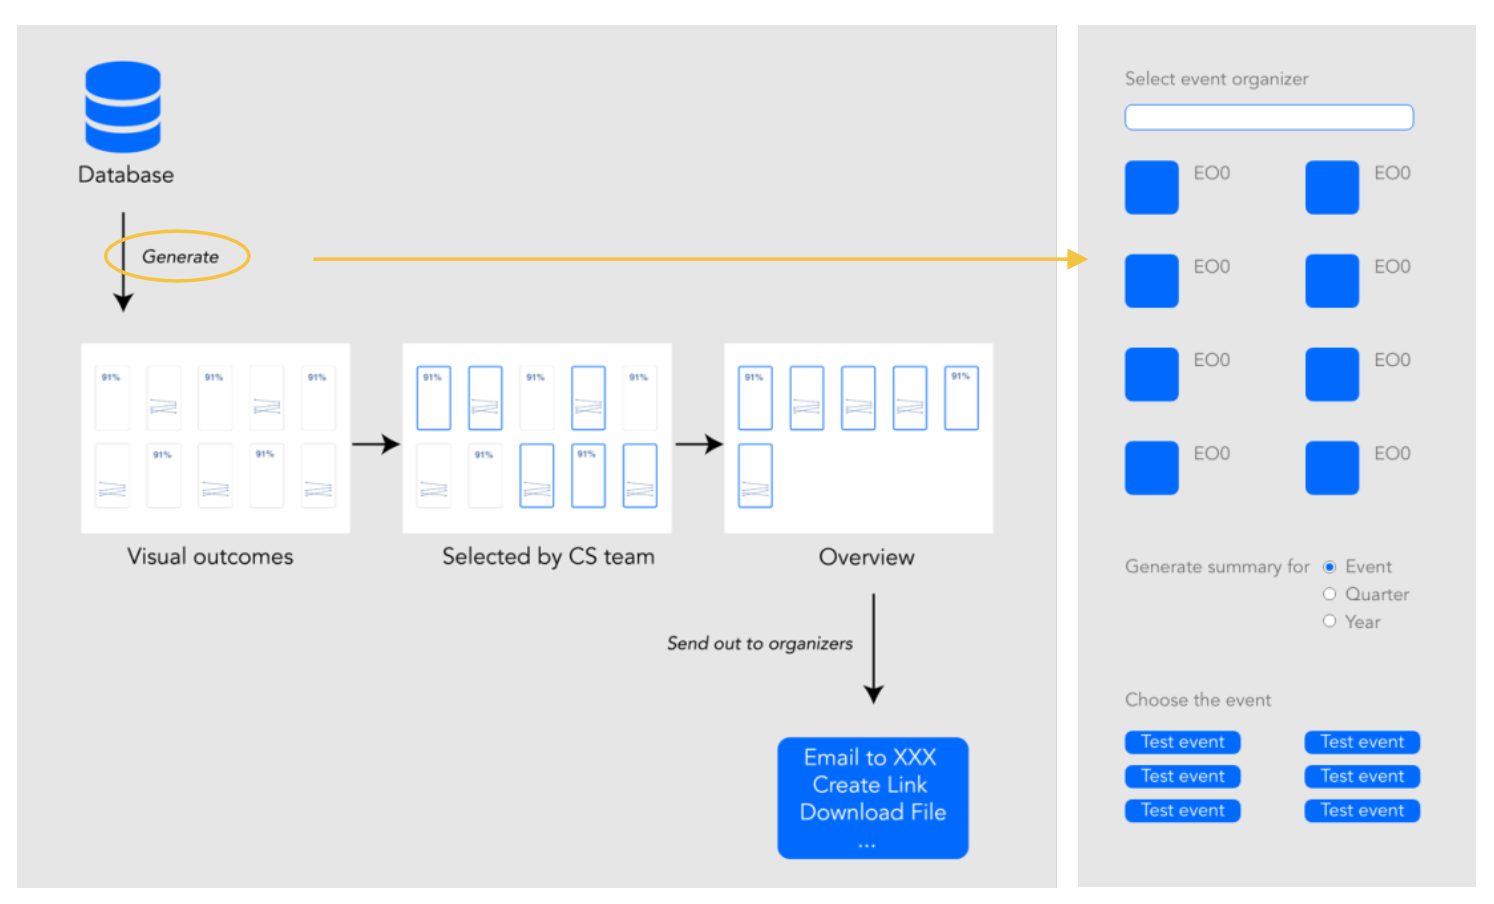 Database
Generate
91% 91% 91%
91% 91%
Visual outcomes
91% 91% 91%
91% 91%
Selected by CS team
91% 91%
Overview
Send out to organizers
Email to XXX
Create Link
Download File
...
Select event organizer
EO0 EO0
EO0 EO0
EO0 EO0
EO0 EO0
Generate summary for Event
Quarter
Year
Choose the event
Test event Test event
Test event Test event
Test event Test event